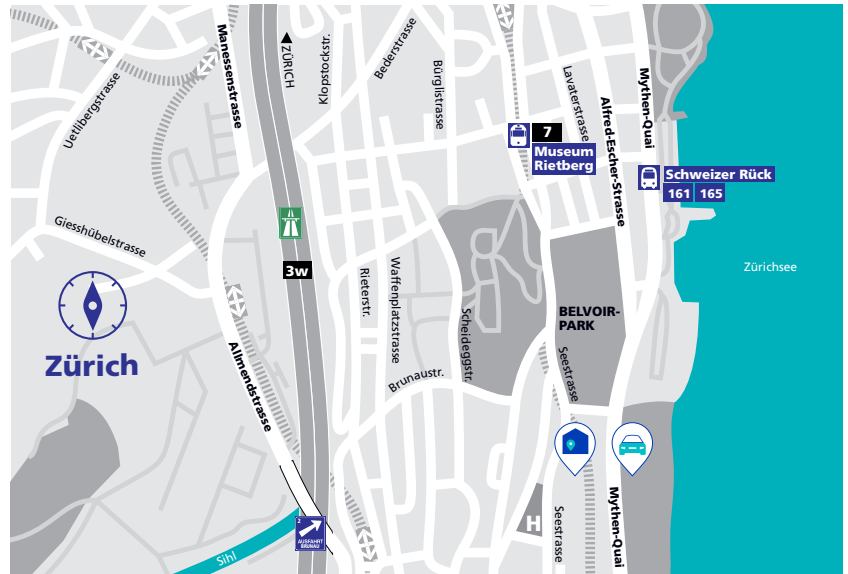 Uetlibergstrasse
Manessenstrasse
ZÜRICH
Klopstockstr.
Bederstrasse
Bürglistrasse
Lavaterstrasse
Alfred-Escher-Strasse
Mythen-Quai
7
Museum
Rietberg
Schweizer Rück
161 165
Giesshübelstrasse
3w
Zürichsee
Rieterstr.
Waffenplatzstrasse
Scheideggstr.
BELVOIR-
PARK
Zürich
Allmendstrasse
Brunaustr.
Seestrasse
Mythen-Quai
H
Seestrasse
2
AUSFAHRT
BRUNAU
Sihl